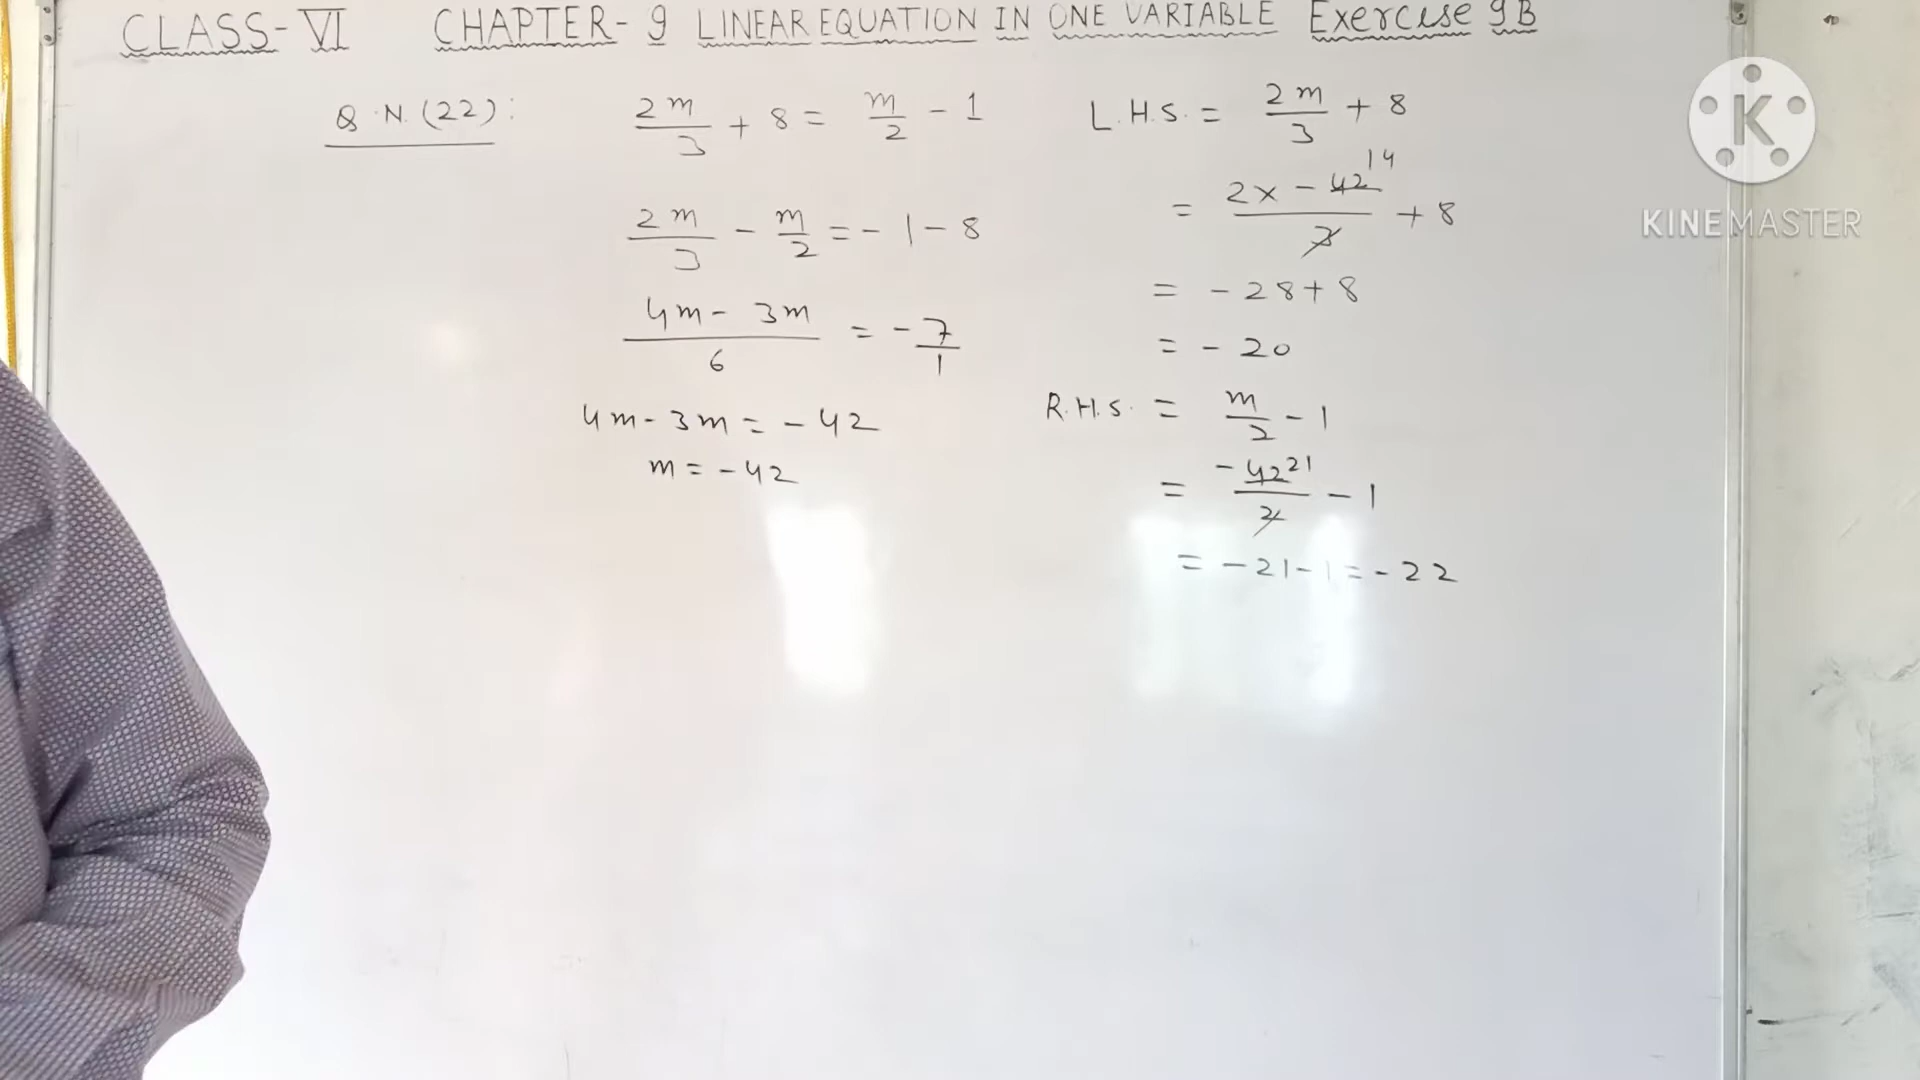 CLASS-VI CHAPTER-9 LINEAR EQUATION IN ONE VARIABLE Exercise 9B
Q.N.(22): 2m/3 + 8 = m/2 - 1
2m/3 - m/2 = -1-8
(4m-3m)/6 = -7/1
4m-3m = -42
m = -42
L.H.S. = 2m/3 + 8
= (2x-42 14)/3 + 8
= -28+8
= -20
R.H.S. = m/2 - 1
= -42 21/2 - 1
= -21-1 = -22
K
KINEMASTER